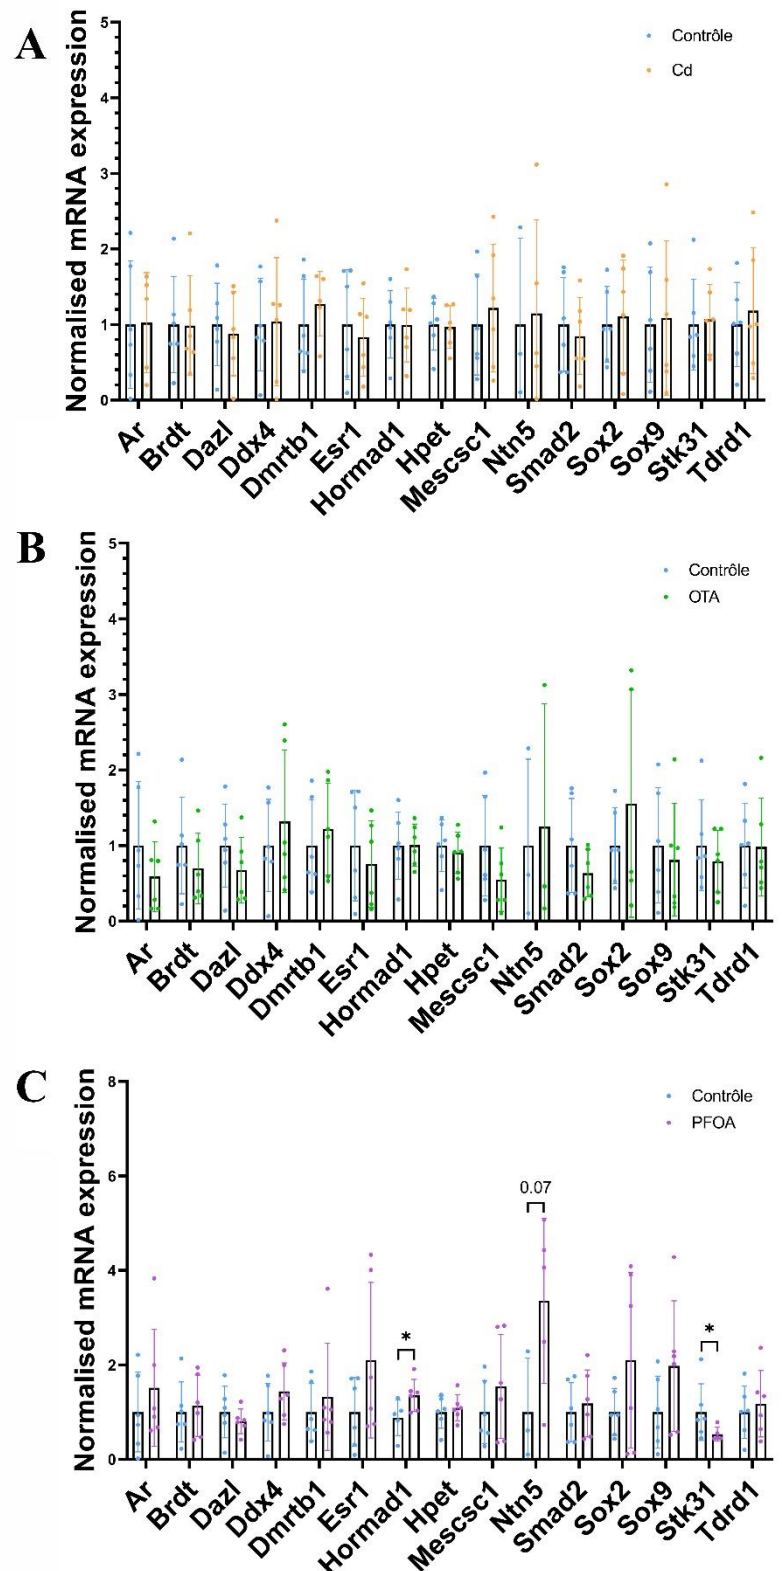 A
Normalised mRNA expression
5
4
3
2
1
0
Contrôle
Cd
Ar
Brdt
Dazl
Ddx4
Dmrtb1
Esr1
Hormad1
Hpet
Mescsc1
Ntn5
Smad2
Sox2
Sox9
Stk31
Tdrd1
B
Normalised mRNA expression
5
4
3
2
1
0
Contrôle
OTA
Ar
Brdt
Dazl
Ddx4
Dmrtb1
Esr1
Hormad1
Hpet
Mescsc1
Ntn5
Smad2
Sox2
Sox9
Stk31
Tdrd1
C
Normalised mRNA expression
8
6
4
2
0
Contrôle
PFOA
0.07
*
*
Ar
Brdt
Dazl
Ddx4
Dmrtb1
Esr1
Hormad1
Hpet
Mescsc1
Ntn5
Smad2
Sox2
Sox9
Stk31
Tdrd1